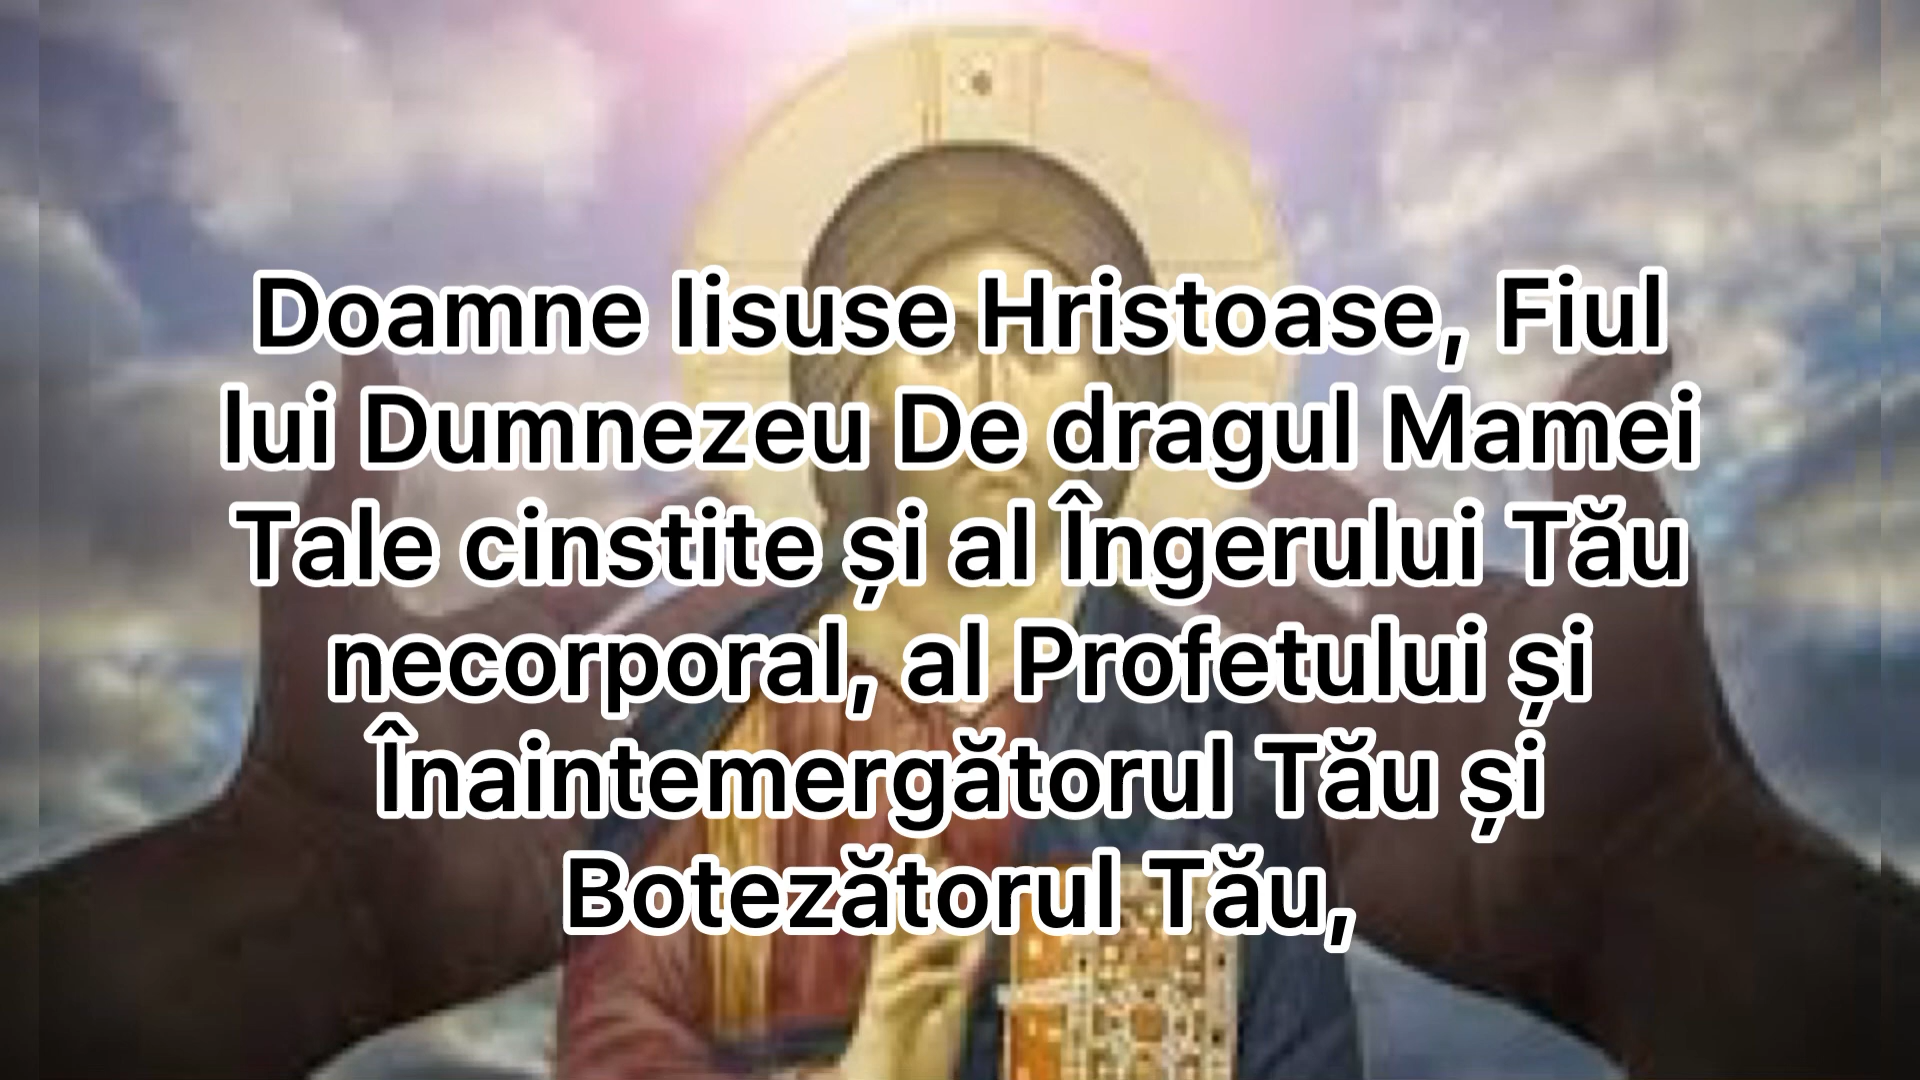 Doamne Iisuse Hristoase, Fiul
lui Dumnezeu De dragul Mamei
Tale cinstite și al Îngerului Tău
necorporal, al Profetului și
Înaintemergătorul Tău și
Botezătorul Tău,